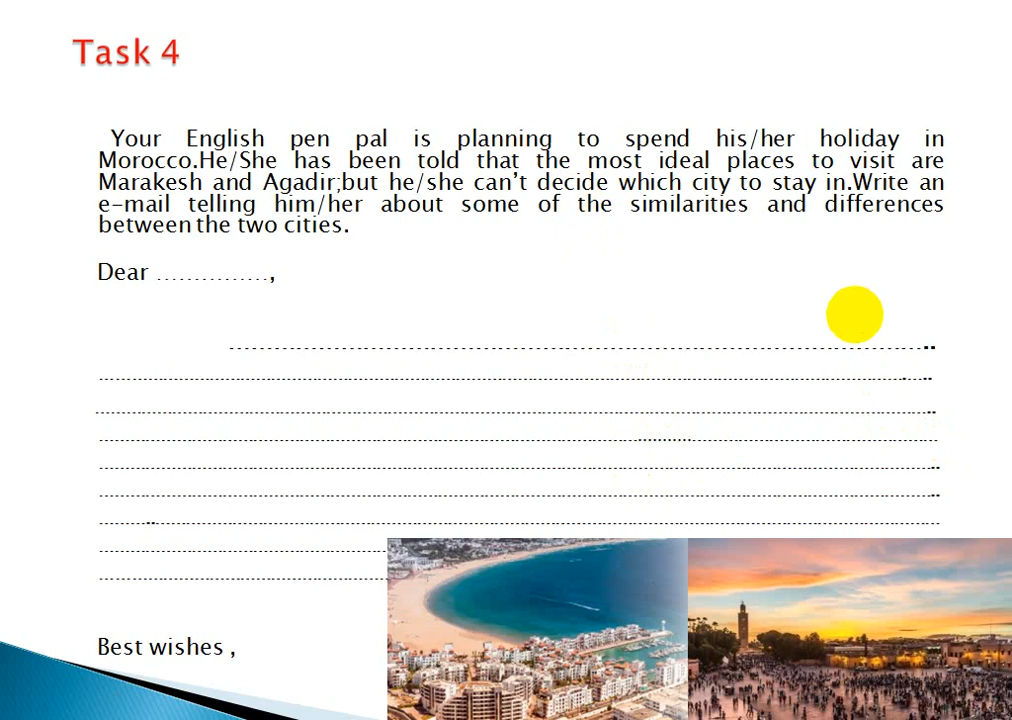 Task 4
Your English pen pal is planning to spend his/her holiday in
Morocco.He/She has been told that the most ideal places to visit are
Marakesh and Agadir;but he/she can't decide which city to stay in.Write an
e-mail telling him/her about some of the similarities and differences
between the two cities.
Dear ……………,
Best wishes ,